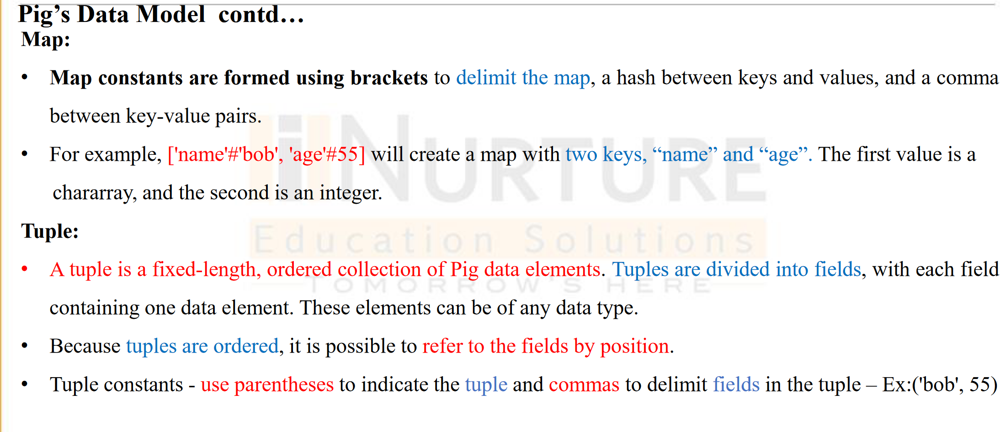 Pig’s Data Model  contd…
Map:
• Map constants are formed using brackets to delimit the map, a hash between keys and values, and a comma
between key-value pairs.
• For example, ['name'#'bob', 'age'#55] will create a map with two keys, “name” and “age”. The first value is a
chararray, and the second is an integer.
Tuple:
• A tuple is a fixed-length, ordered collection of Pig data elements. Tuples are divided into fields, with each field
containing one data element. These elements can be of any data type.
• Because tuples are ordered, it is possible to refer to the fields by position.
• Tuple constants - use parentheses to indicate the tuple and commas to delimit fields in the tuple – Ex:('bob', 55)
iNURTURE
Education Solutions
TOMORROW'S HERE